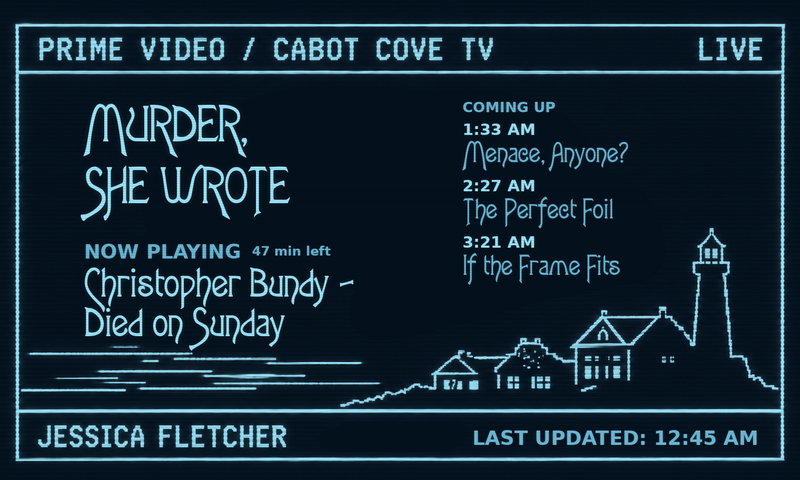 PRIME VIDEO / CABOT COVE TV
LIVE
MURDER,
SHE WROTE
NOW PLAYING 47 min left
Christopher Bundy -
Died on Sunday
COMING UP
1:33 AM
Menace, Anyone?
2:27 AM
The Perfect Foil
3:21 AM
If the Frame Fits
JESSICA FLETCHER
LAST UPDATED: 12:45 AM